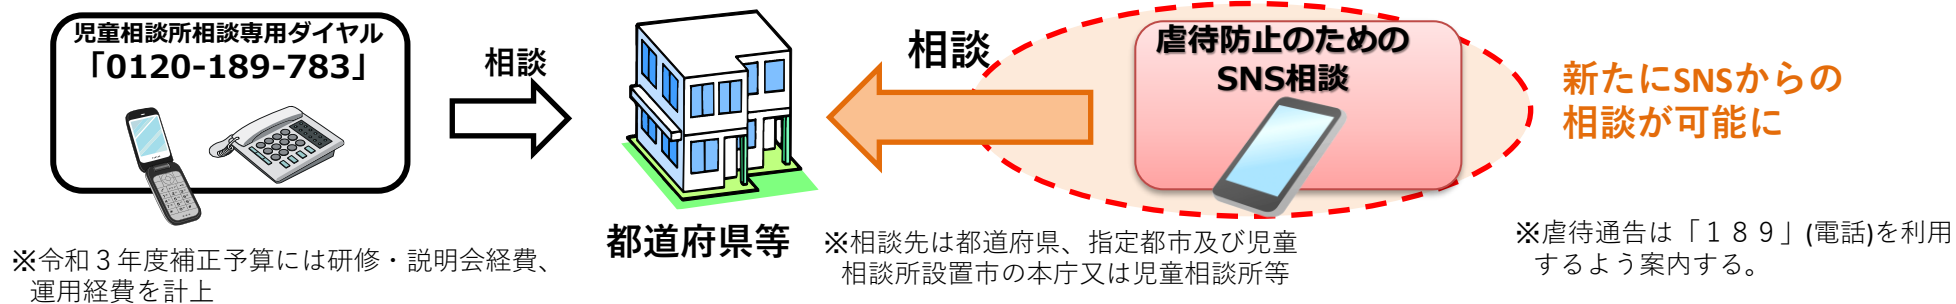 児童相談所相談専用ダイヤル
「0120-189-783」
相談
都道府県等
相談
虐待防止のための
SNS相談
新たにSNSからの
相談が可能に
※令和３年度補正予算には研修・説明会経費、
運用経費を計上
※相談先は都道府県、指定都市及び児童
相談所設置市の本庁又は児童相談所等
※虐待通告は「１８９」(電話)を利用
するよう案内する。